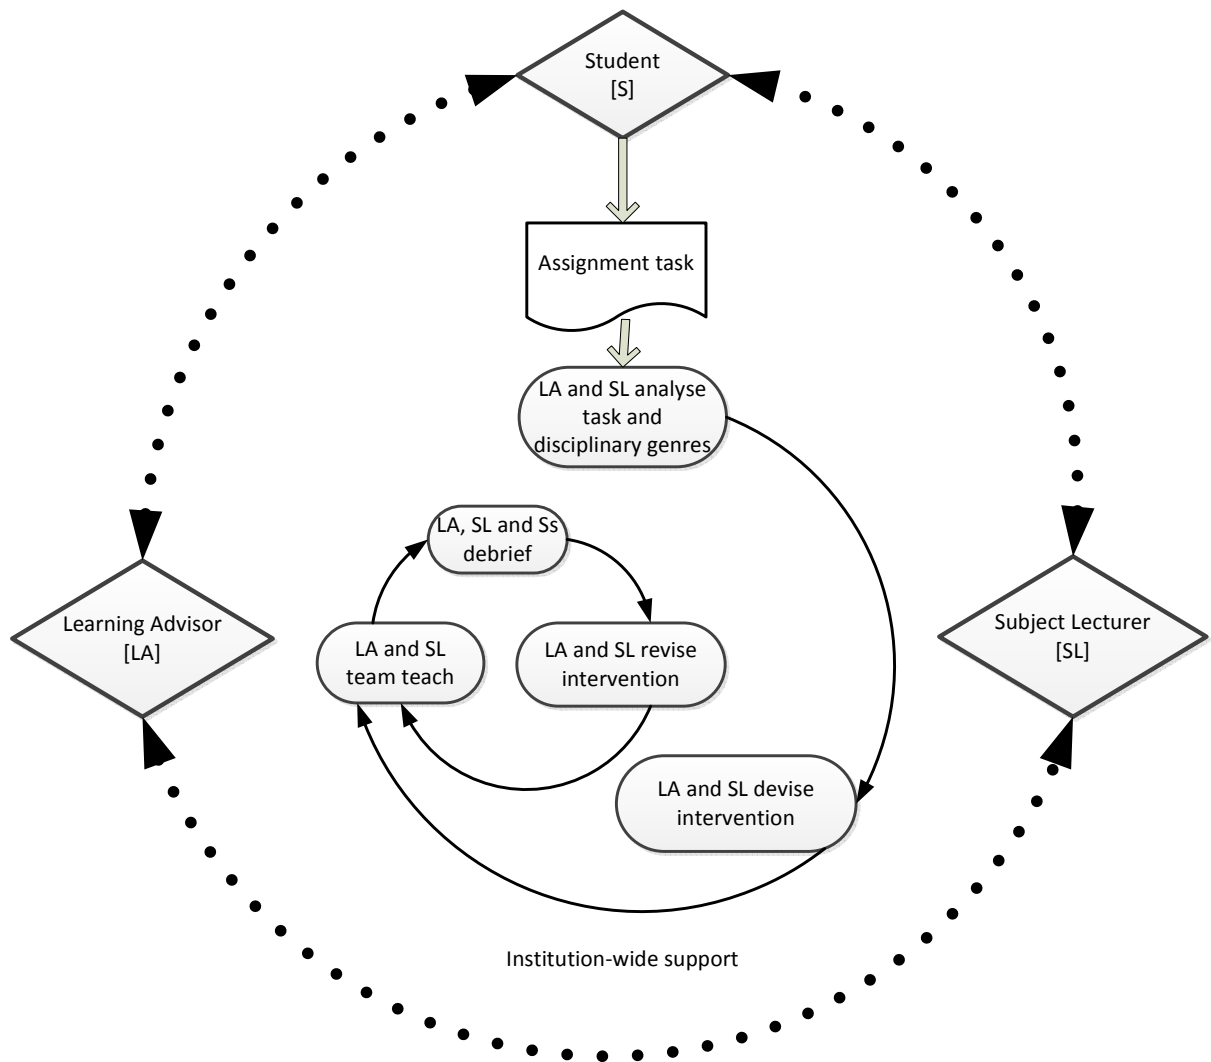 Student
[S]
Assignment task
LA and SL analyse
task and
disciplinary genres
LA, SL and Ss
debrief
Learning Advisor
[LA]
LA and SL
team teach
LA and SL revise
intervention
Subject Lecturer
[SL]
LA and SL devise
intervention
Institution-wide support